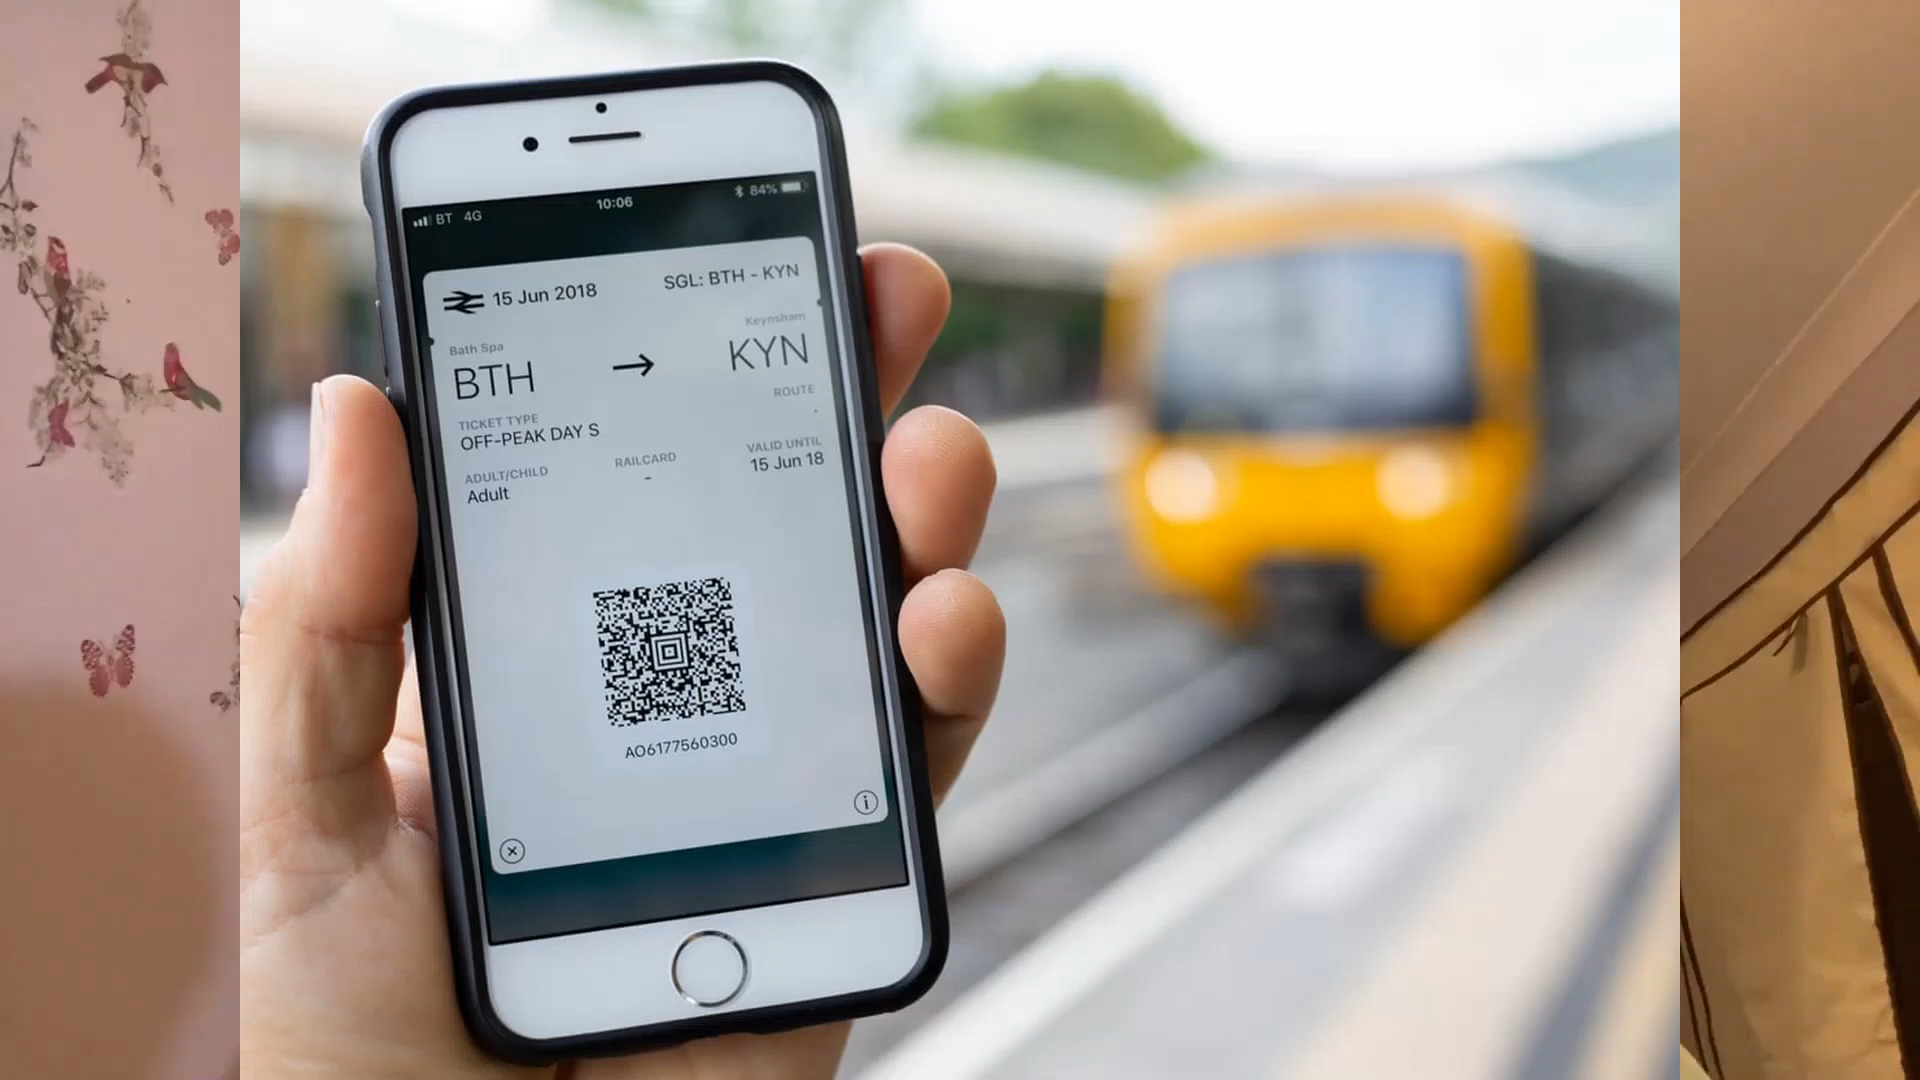 BT 4G 10:06 84%
15 Jun 2018 SGL: BTH - KYN
Bath Spa Keynsham
BTH → KYN
ROUTE
.
TICKET TYPE
OFF-PEAK DAY S
ADULT/CHILD RAILCARD VALID UNTIL
Adult - 15 Jun 18
AO6177560300